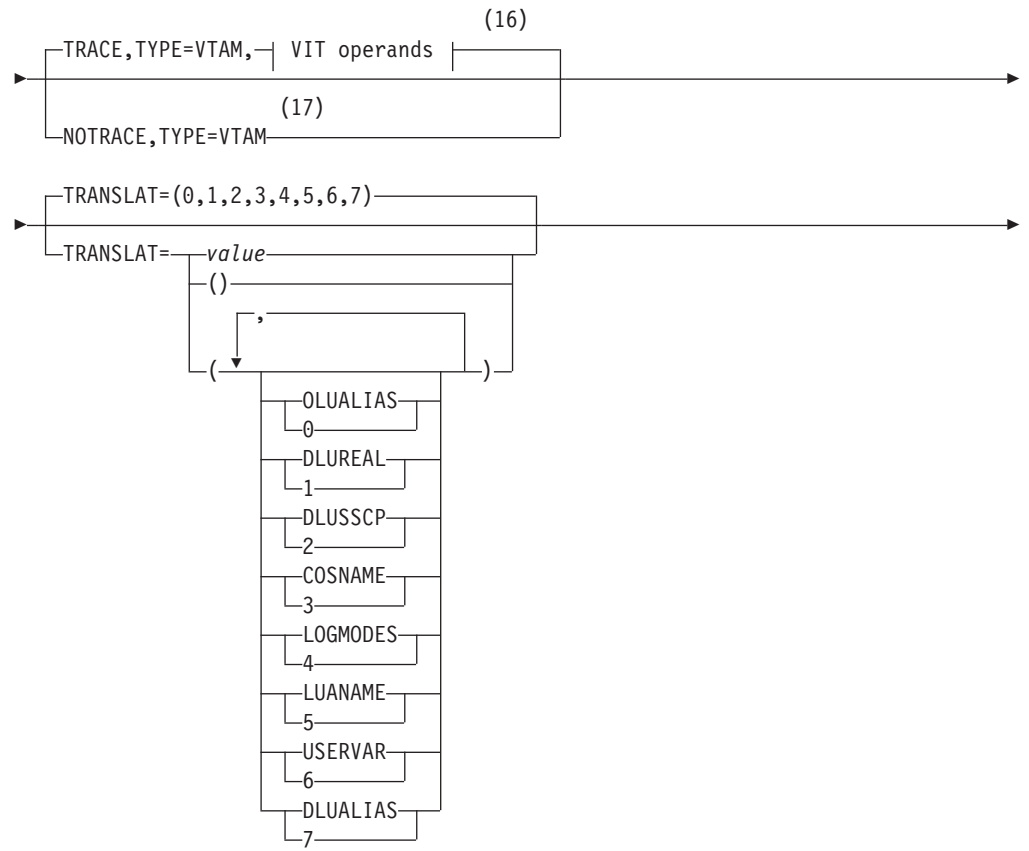 (16)
TRACE,TYPE=VTAM, VIT operands
(17)
NOTRACE,TYPE=VTAM
TRANSLAT=(0,1,2,3,4,5,6,7)
TRANSLAT= value
()
,
( )
OLUALIAS
0
DLUREAL
1
DLUSSCP
2
COSNAME
3
LOGMODES
4
LUANAME
5
USERVAR
6
DLUALIAS
7